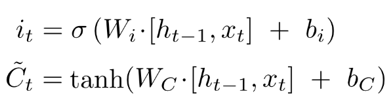 i_t = σ (W_i·[h_{t−1}, x_t] + b_i)
C̃_t = tanh(W_C·[h_{t−1}, x_t] + b_C)